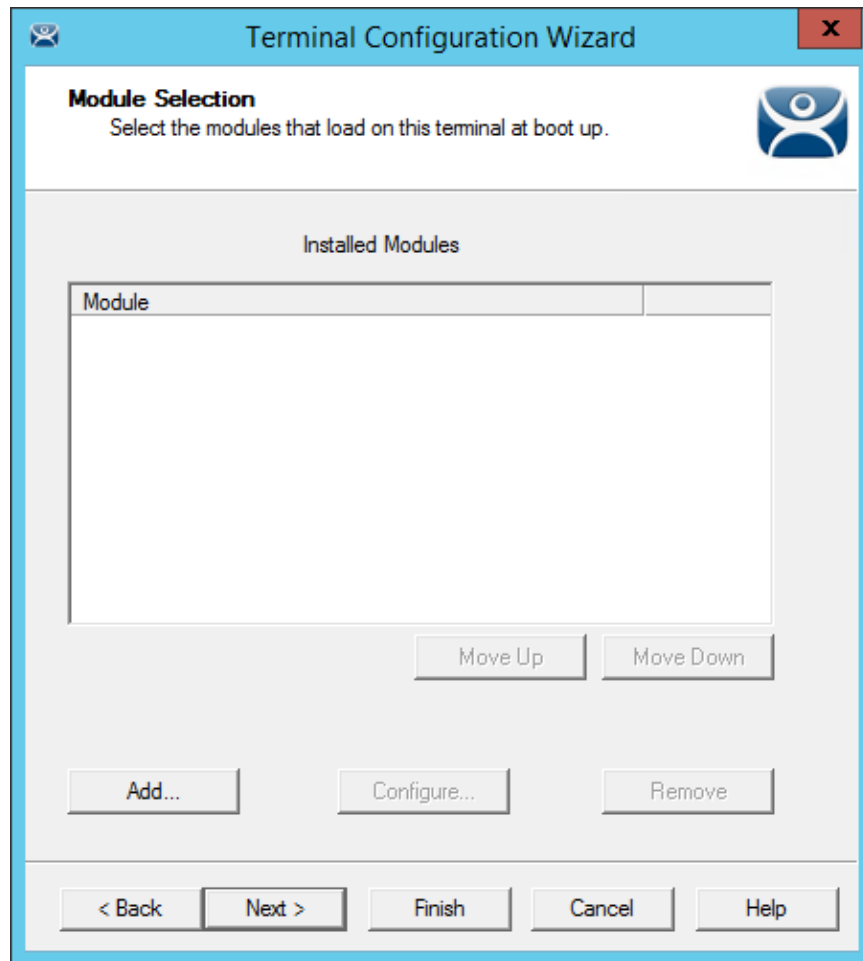 Terminal Configuration Wizard
x
Module Selection
Select the modules that load on this terminal at boot up.
Installed Modules
Module
Move Up Move Down
Add... Configure... Remove
< Back Next > Finish Cancel Help